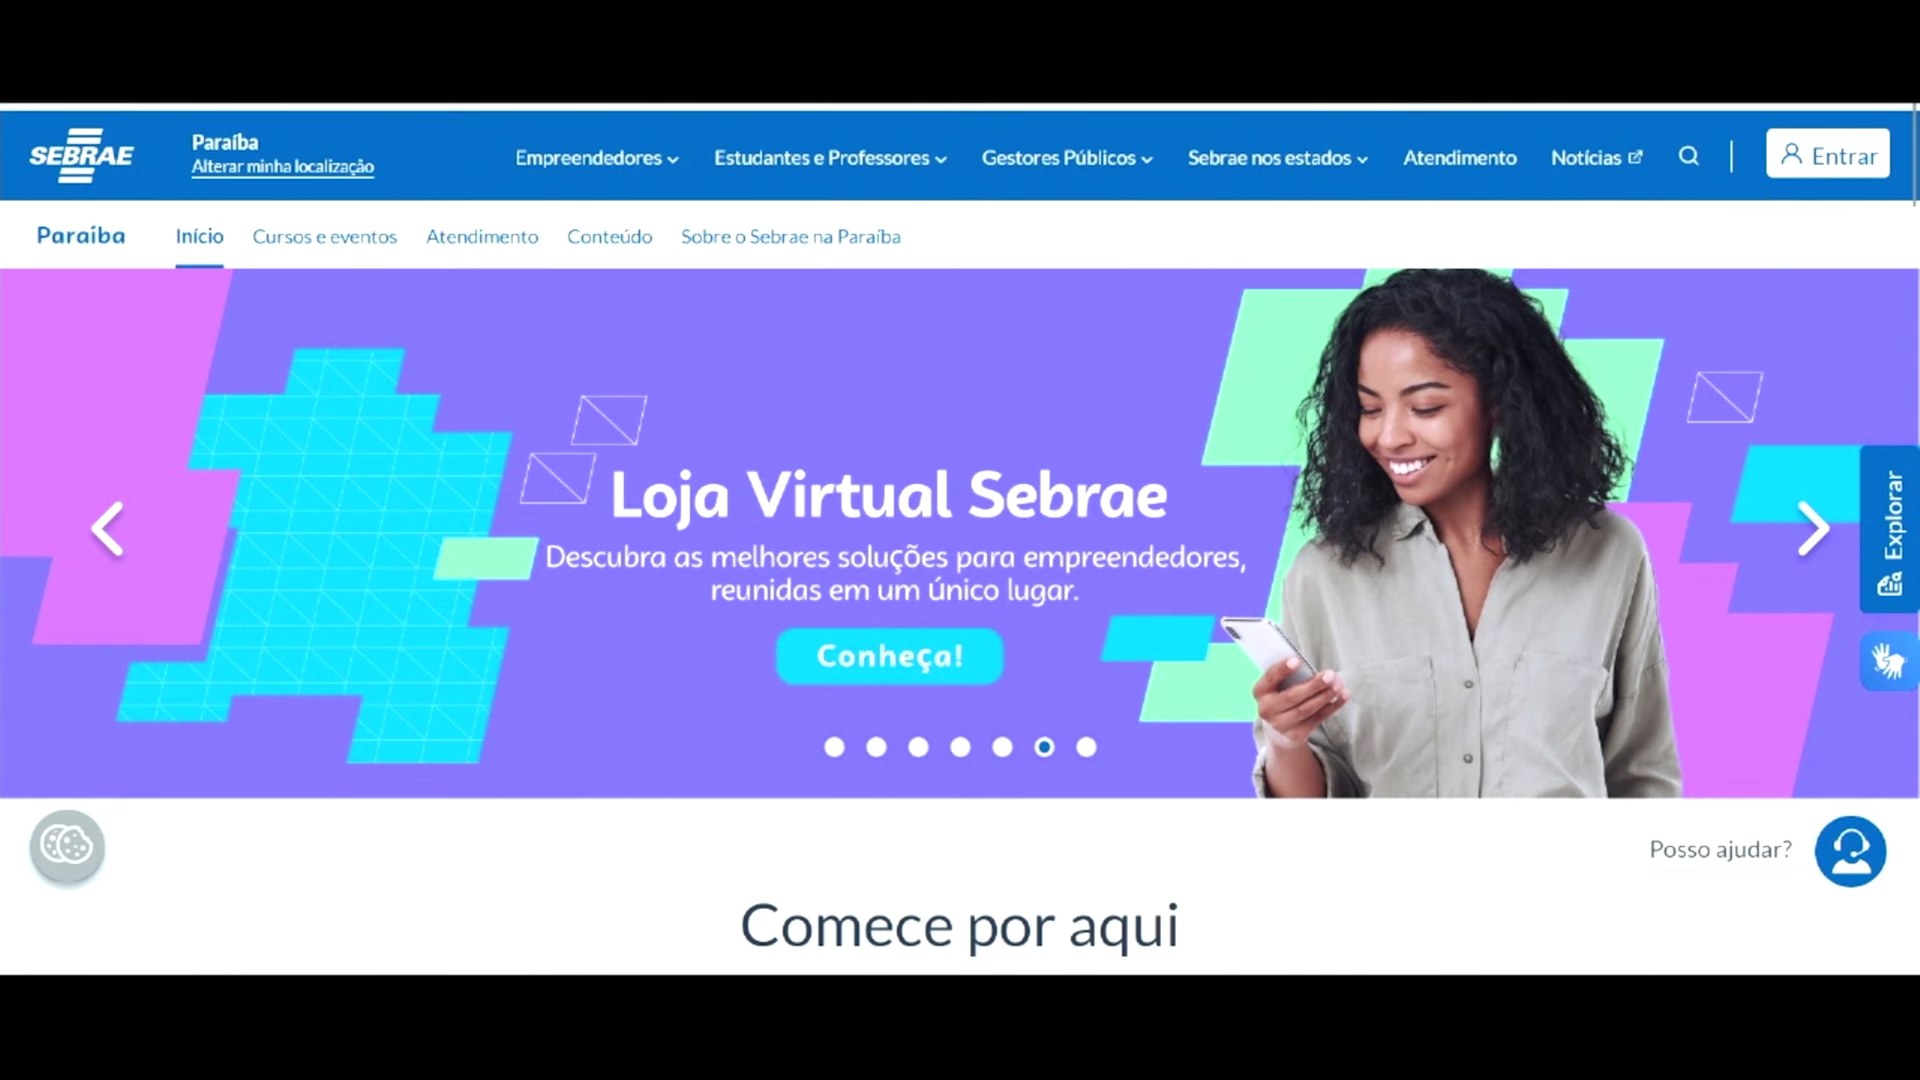 SEBRAE
Paraíba
Alterar minha localização
Empreendedores
Estudantes e Professores
Gestores Públicos
Sebrae nos estados
Atendimento
Notícias
Entrar
Paraíba
Início
Cursos e eventos
Atendimento
Conteúdo
Sobre o Sebrae na Paraíba
Loja Virtual Sebrae
Descubra as melhores soluções para empreendedores,
reunidas em um único lugar.
Conheça!
Explorar
Posso ajudar?
Comece por aqui